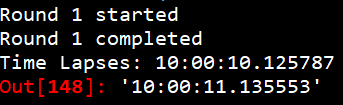 Round 1 started
Round 1 completed
Time Lapses: 10:00:10.125787
Out[148]: '10:00:11.135553'